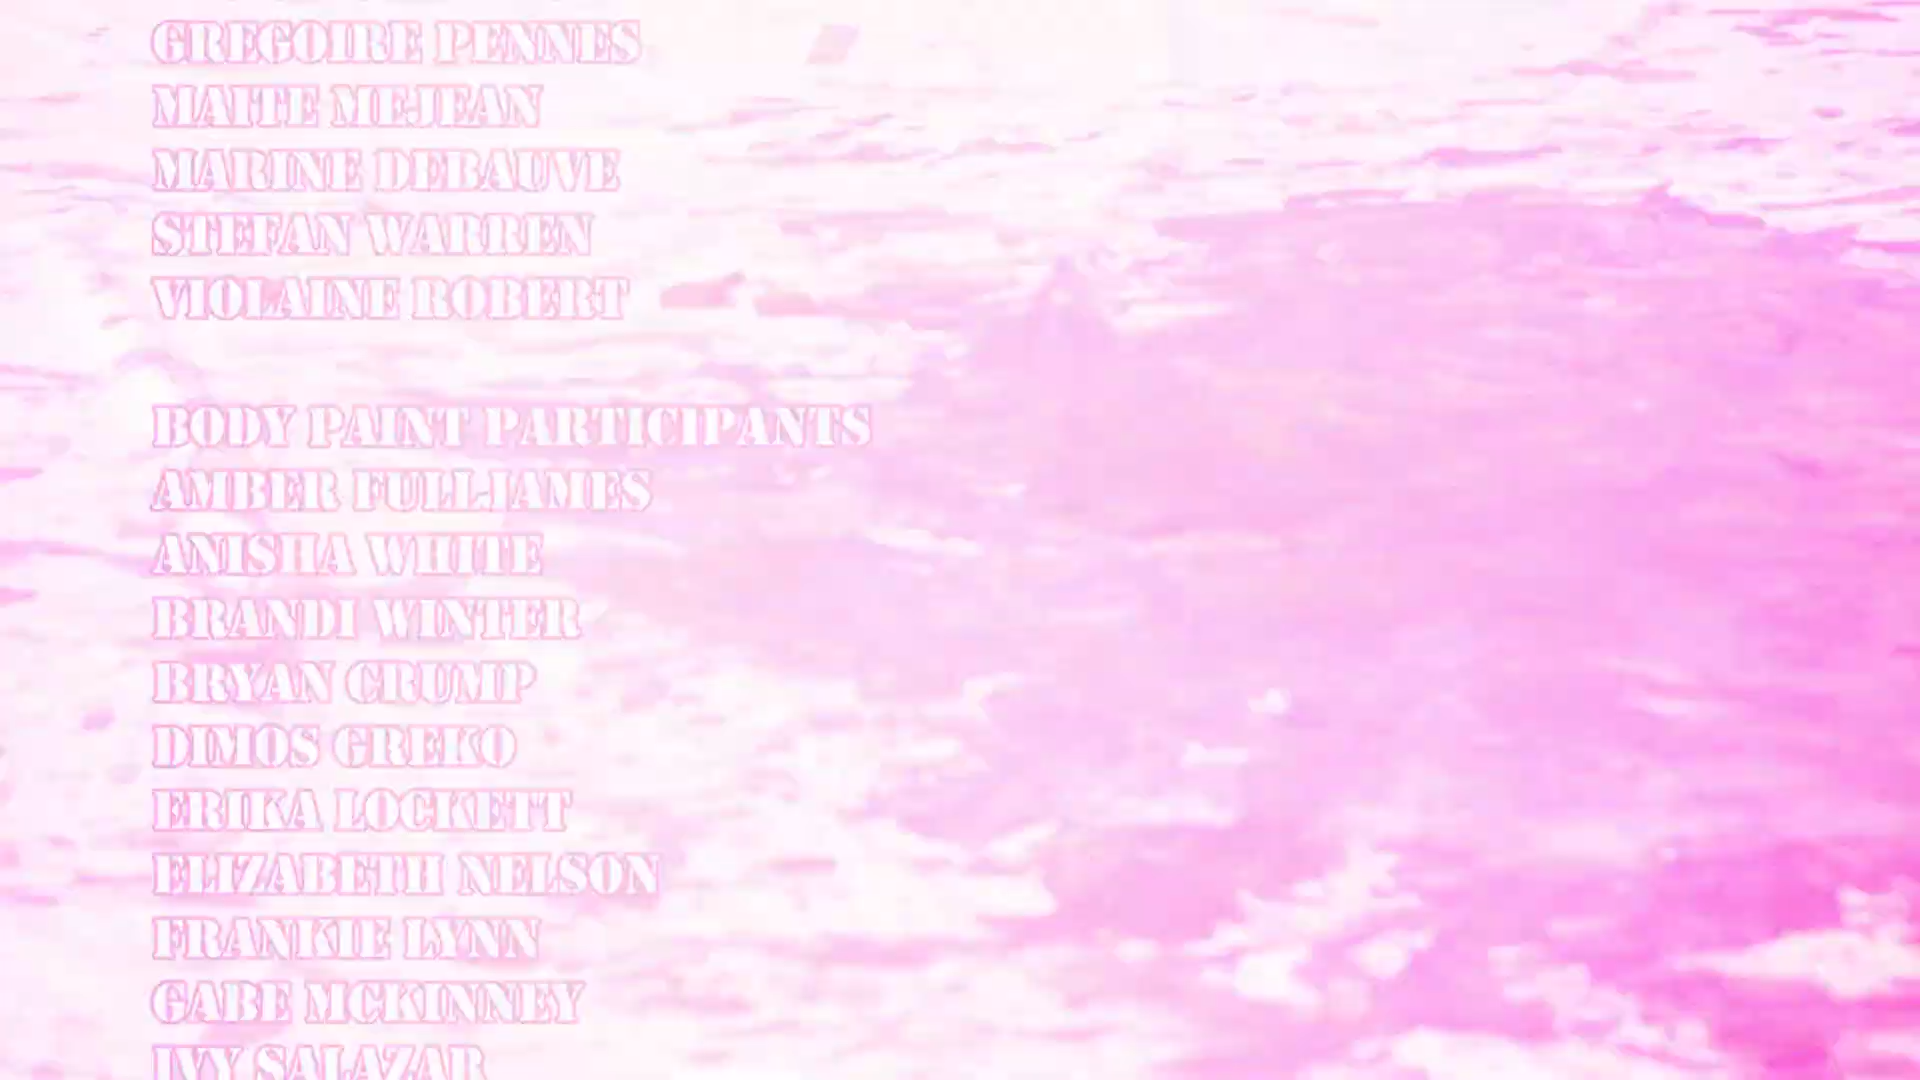 GREGOIRE PENNES
MAITE MEJEAN
MARINE DEBAUVE
STEFAN WARREN
VIOLAINE ROBERT
BODY PAINT PARTICIPANTS
AMBER FULLJAMES
ANISHA WHITE
BRANDI WINTER
BRYAN CRUMP
DIMOS GREKO
ERIKA LOCKETT
ELIZABETH NELSON
FRANKIE LYNN
GABE MCKINNEY
IVY SALAZAR